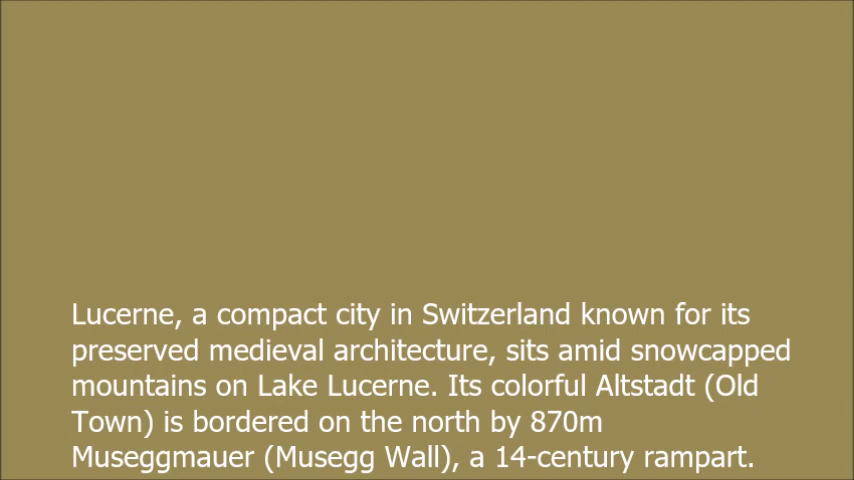 Lucerne, a compact city in Switzerland known for its
preserved medieval architecture, sits amid snowcapped
mountains on Lake Lucerne. Its colorful Altstadt (Old
Town) is bordered on the north by 870m
Museggmauer (Musegg Wall), a 14-century rampart.